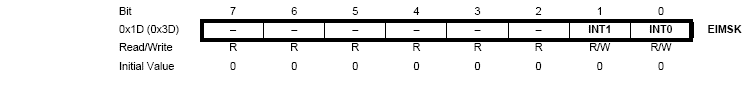 Bit 7 6 5 4 3 2 1 0
0x1D (0x3D) – – – – – – INT1 INT0 EIMSK
Read/Write R R R R R R R/W R/W
Initial Value 0 0 0 0 0 0 0 0